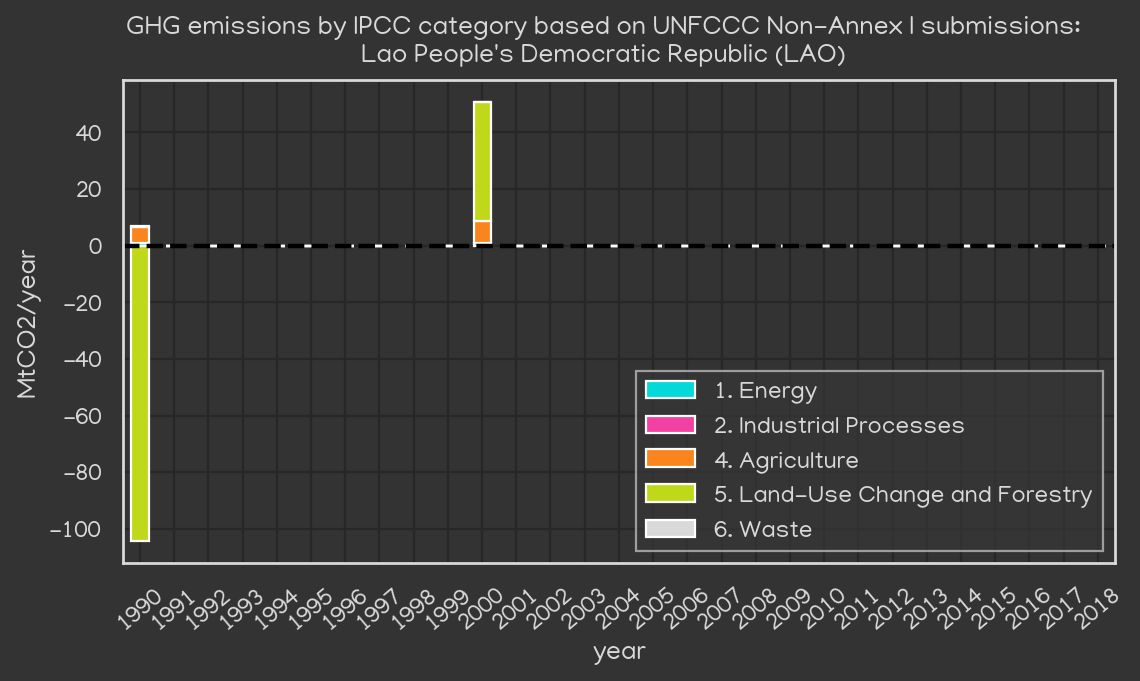 GHG emissions by IPCC category based on UNFCCC Non-Annex I submissions:
Lao People's Democratic Republic (LAO)
MtCO2/year
40
20
0
-20
-40
-60
-80
-100
1. Energy
2. Industrial Processes
4. Agriculture
5. Land-Use Change and Forestry
6. Waste
1990 1991 1992 1993 1994 1995 1996 1997 1998 1999 2000 2001 2002 2003 2004 2005 2006 2007 2008 2009 2010 2011 2012 2013 2014 2015 2016 2017 2018
year